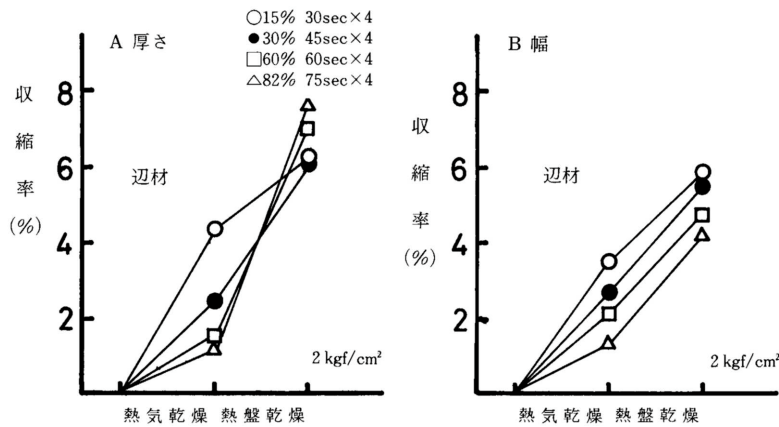 A 厚さ
○15% 30sec×4
●30% 45sec×4
□60% 60sec×4
△82% 75sec×4
収縮率(%)
8
6
4
2
辺材
2 kgf/cm²
熱気乾燥 熱盤乾燥
B 幅
収縮率(%)
8
6
4
2
辺材
2 kgf/cm²
熱気乾燥 熱盤乾燥